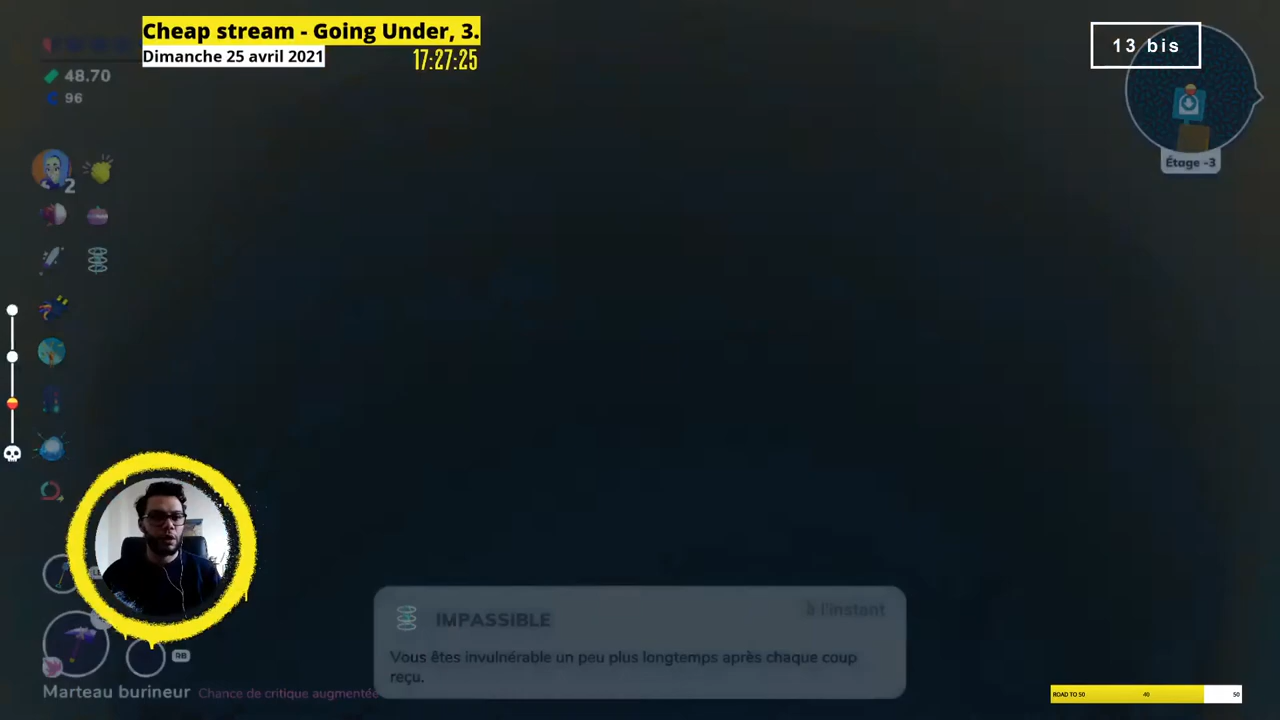 Cheap stream - Going Under, 3.
Dimanche 25 avril 2021
17:27:25
13 bis
48.70
96
Étage -3
2
IMPASSIBLE
à l'instant
Vous êtes invulnérable un peu plus longtemps après chaque coup
reçu.
RB
Marteau burineur Chance de critique augmentée
ROAD TO 50 40 50